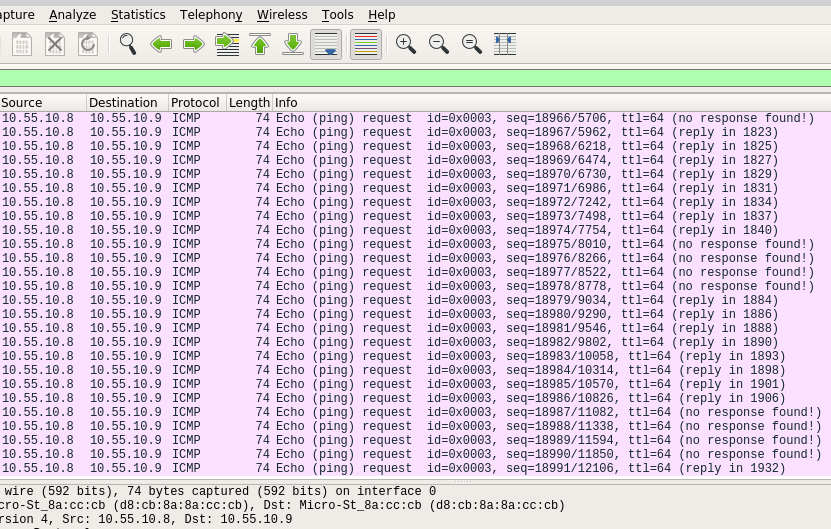 pture Analyze Statistics Telephony Wireless Tools Help
Source Destination Protocol Length Info
10.55.10.8 10.55.10.9 ICMP 74 Echo (ping) request id=0x0003, seq=18966/5706, ttl=64 (no response found!)
10.55.10.8 10.55.10.9 ICMP 74 Echo (ping) request id=0x0003, seq=18967/5962, ttl=64 (reply in 1823)
10.55.10.8 10.55.10.9 ICMP 74 Echo (ping) request id=0x0003, seq=18968/6218, ttl=64 (reply in 1825)
10.55.10.8 10.55.10.9 ICMP 74 Echo (ping) request id=0x0003, seq=18969/6474, ttl=64 (reply in 1827)
10.55.10.8 10.55.10.9 ICMP 74 Echo (ping) request id=0x0003, seq=18970/6730, ttl=64 (reply in 1829)
10.55.10.8 10.55.10.9 ICMP 74 Echo (ping) request id=0x0003, seq=18971/6986, ttl=64 (reply in 1831)
10.55.10.8 10.55.10.9 ICMP 74 Echo (ping) request id=0x0003, seq=18972/7242, ttl=64 (reply in 1834)
10.55.10.8 10.55.10.9 ICMP 74 Echo (ping) request id=0x0003, seq=18973/7498, ttl=64 (reply in 1837)
10.55.10.8 10.55.10.9 ICMP 74 Echo (ping) request id=0x0003, seq=18974/7754, ttl=64 (reply in 1840)
10.55.10.8 10.55.10.9 ICMP 74 Echo (ping) request id=0x0003, seq=18975/8010, ttl=64 (no response found!)
10.55.10.8 10.55.10.9 ICMP 74 Echo (ping) request id=0x0003, seq=18976/8266, ttl=64 (no response found!)
10.55.10.8 10.55.10.9 ICMP 74 Echo (ping) request id=0x0003, seq=18977/8522, ttl=64 (no response found!)
10.55.10.8 10.55.10.9 ICMP 74 Echo (ping) request id=0x0003, seq=18978/8778, ttl=64 (no response found!)
10.55.10.8 10.55.10.9 ICMP 74 Echo (ping) request id=0x0003, seq=18979/9034, ttl=64 (reply in 1884)
10.55.10.8 10.55.10.9 ICMP 74 Echo (ping) request id=0x0003, seq=18980/9290, ttl=64 (reply in 1886)
10.55.10.8 10.55.10.9 ICMP 74 Echo (ping) request id=0x0003, seq=18981/9546, ttl=64 (reply in 1888)
10.55.10.8 10.55.10.9 ICMP 74 Echo (ping) request id=0x0003, seq=18982/9802, ttl=64 (reply in 1890)
10.55.10.8 10.55.10.9 ICMP 74 Echo (ping) request id=0x0003, seq=18983/10058, ttl=64 (reply in 1893)
10.55.10.8 10.55.10.9 ICMP 74 Echo (ping) request id=0x0003, seq=18984/10314, ttl=64 (reply in 1898)
10.55.10.8 10.55.10.9 ICMP 74 Echo (ping) request id=0x0003, seq=18985/10570, ttl=64 (reply in 1901)
10.55.10.8 10.55.10.9 ICMP 74 Echo (ping) request id=0x0003, seq=18986/10826, ttl=64 (reply in 1906)
10.55.10.8 10.55.10.9 ICMP 74 Echo (ping) request id=0x0003, seq=18987/11082, ttl=64 (no response found!)
10.55.10.8 10.55.10.9 ICMP 74 Echo (ping) request id=0x0003, seq=18988/11338, ttl=64 (no response found!)
10.55.10.8 10.55.10.9 ICMP 74 Echo (ping) request id=0x0003, seq=18989/11594, ttl=64 (no response found!)
10.55.10.8 10.55.10.9 ICMP 74 Echo (ping) request id=0x0003, seq=18990/11850, ttl=64 (no response found!)
10.55.10.8 10.55.10.9 ICMP 74 Echo (ping) request id=0x0003, seq=18991/12106, ttl=64 (reply in 1932)
wire (592 bits), 74 bytes captured (592 bits) on interface 0
cro-St_8a:cc:cb (d8:cb:8a:8a:cc:cb), Dst: Micro-St_8a:cc:cb (d8:cb:8a:8a:cc:cb)
rsion 4, Src: 10.55.10.8, Dst: 10.55.10.9